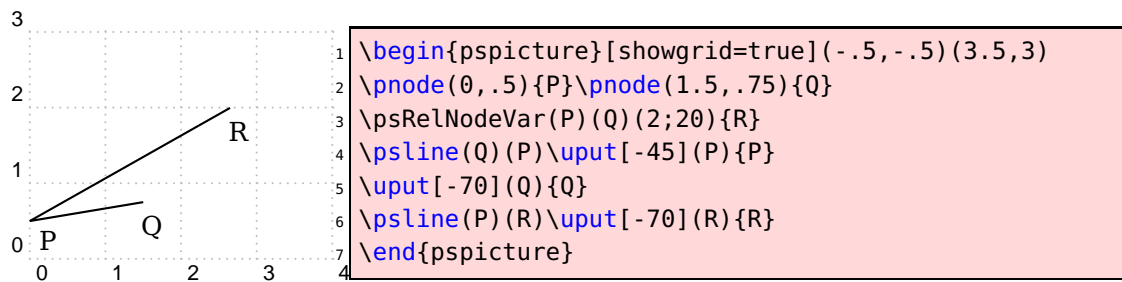 3
2
1
0
0 1 2 3 4
R
Q
P
1 \begin{pspicture}[showgrid=true](-.5,-.5)(3.5,3)
2 \pnode(0,.5){P}\pnode(1.5,.75){Q}
3 \psRelNodeVar(P)(Q)(2;20){R}
4 \psline(Q)(P)\uput[-45](P){P}
5 \uput[-70](Q){Q}
6 \psline(P)(R)\uput[-70](R){R}
7 \end{pspicture}